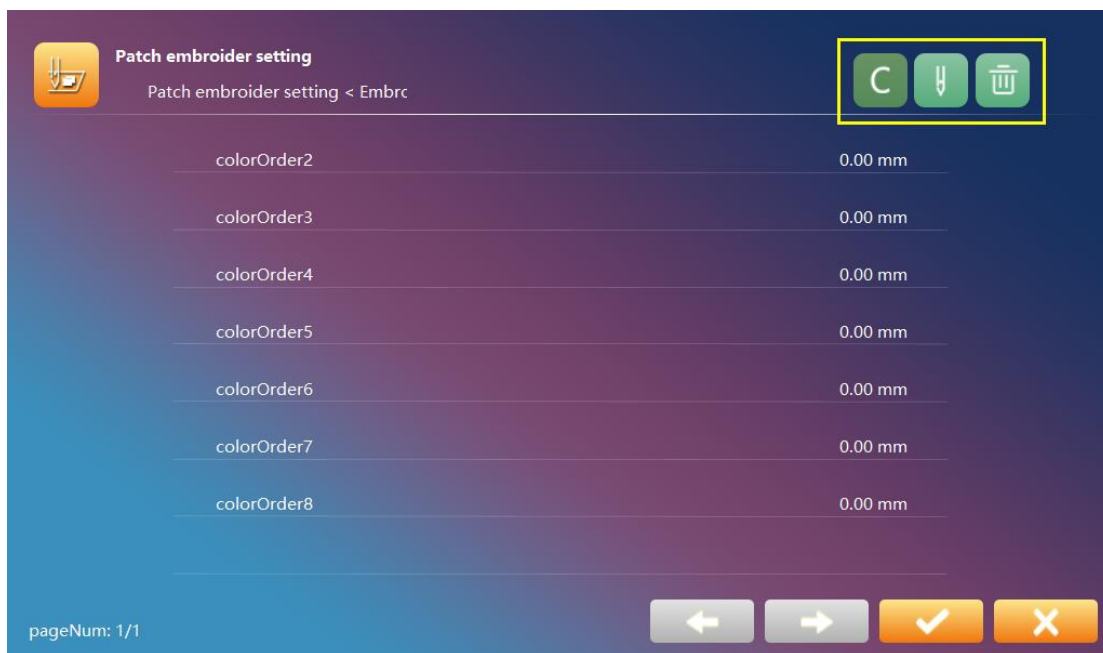 Patch embroider setting
Patch embroider setting < Embrc
C
colorOrder2 0.00 mm
colorOrder3 0.00 mm
colorOrder4 0.00 mm
colorOrder5 0.00 mm
colorOrder6 0.00 mm
colorOrder7 0.00 mm
colorOrder8 0.00 mm
pageNum: 1/1